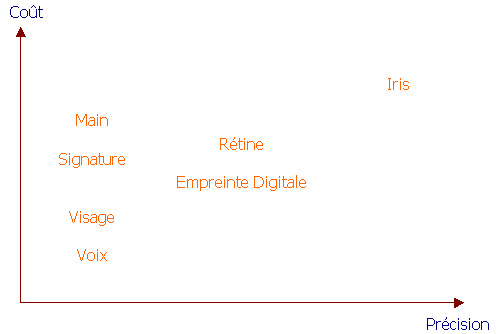 Coût
Iris
Main
Rétine
Signature
Empreinte Digitale
Visage
Voix
Précision